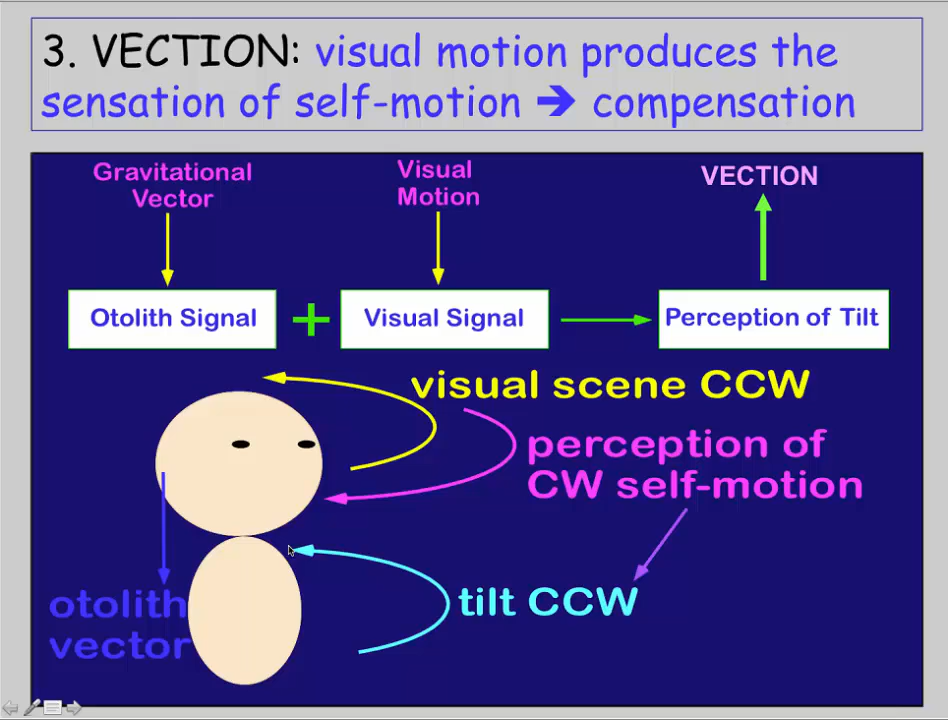 3. VECTION: visual motion produces the
sensation of self-motion ➔ compensation
Gravitational
Vector
Visual
Motion
VECTION
Otolith Signal
+
Visual Signal
Perception of Tilt
visual scene CCW
perception of
CW self-motion
tilt CCW
otolith
vector